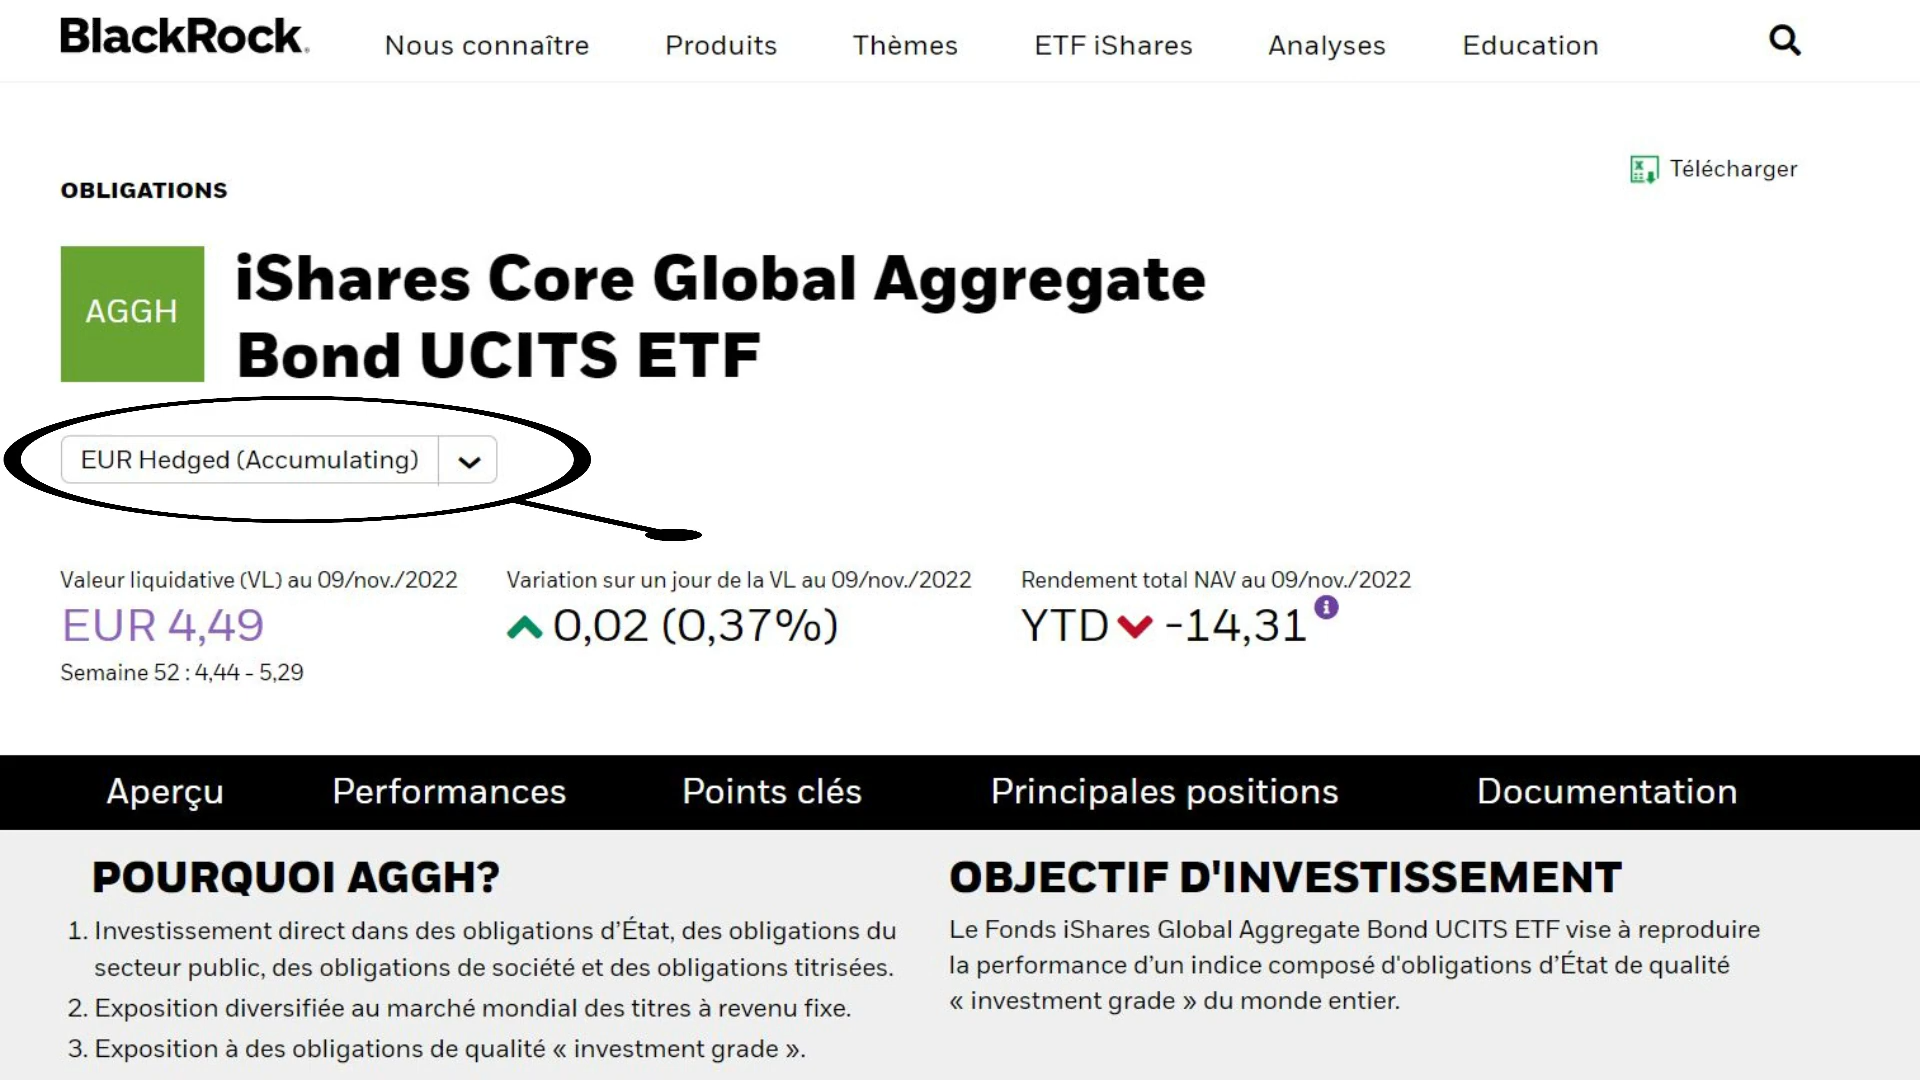 BlackRock.
Nous connaître
Produits
Thèmes
ETF iShares
Analyses
Education
Télécharger
OBLIGATIONS
AGGH
iShares Core Global Aggregate
Bond UCITS ETF
EUR Hedged (Accumulating)
Valeur liquidative (VL) au 09/nov./2022
EUR 4,49
Semaine 52 : 4,44 - 5,29
Variation sur un jour de la VL au 09/nov./2022
0,02 (0,37%)
Rendement total NAV au 09/nov./2022
YTD -14,31
Aperçu
Performances
Points clés
Principales positions
Documentation
POURQUOI AGGH?
1. Investissement direct dans des obligations d’État, des obligations du
secteur public, des obligations de société et des obligations titrisées.
2. Exposition diversifiée au marché mondial des titres à revenu fixe.
3. Exposition à des obligations de qualité « investment grade ».
OBJECTIF D'INVESTISSEMENT
Le Fonds iShares Global Aggregate Bond UCITS ETF vise à reproduire
la performance d’un indice composé d'obligations d’État de qualité
« investment grade » du monde entier.